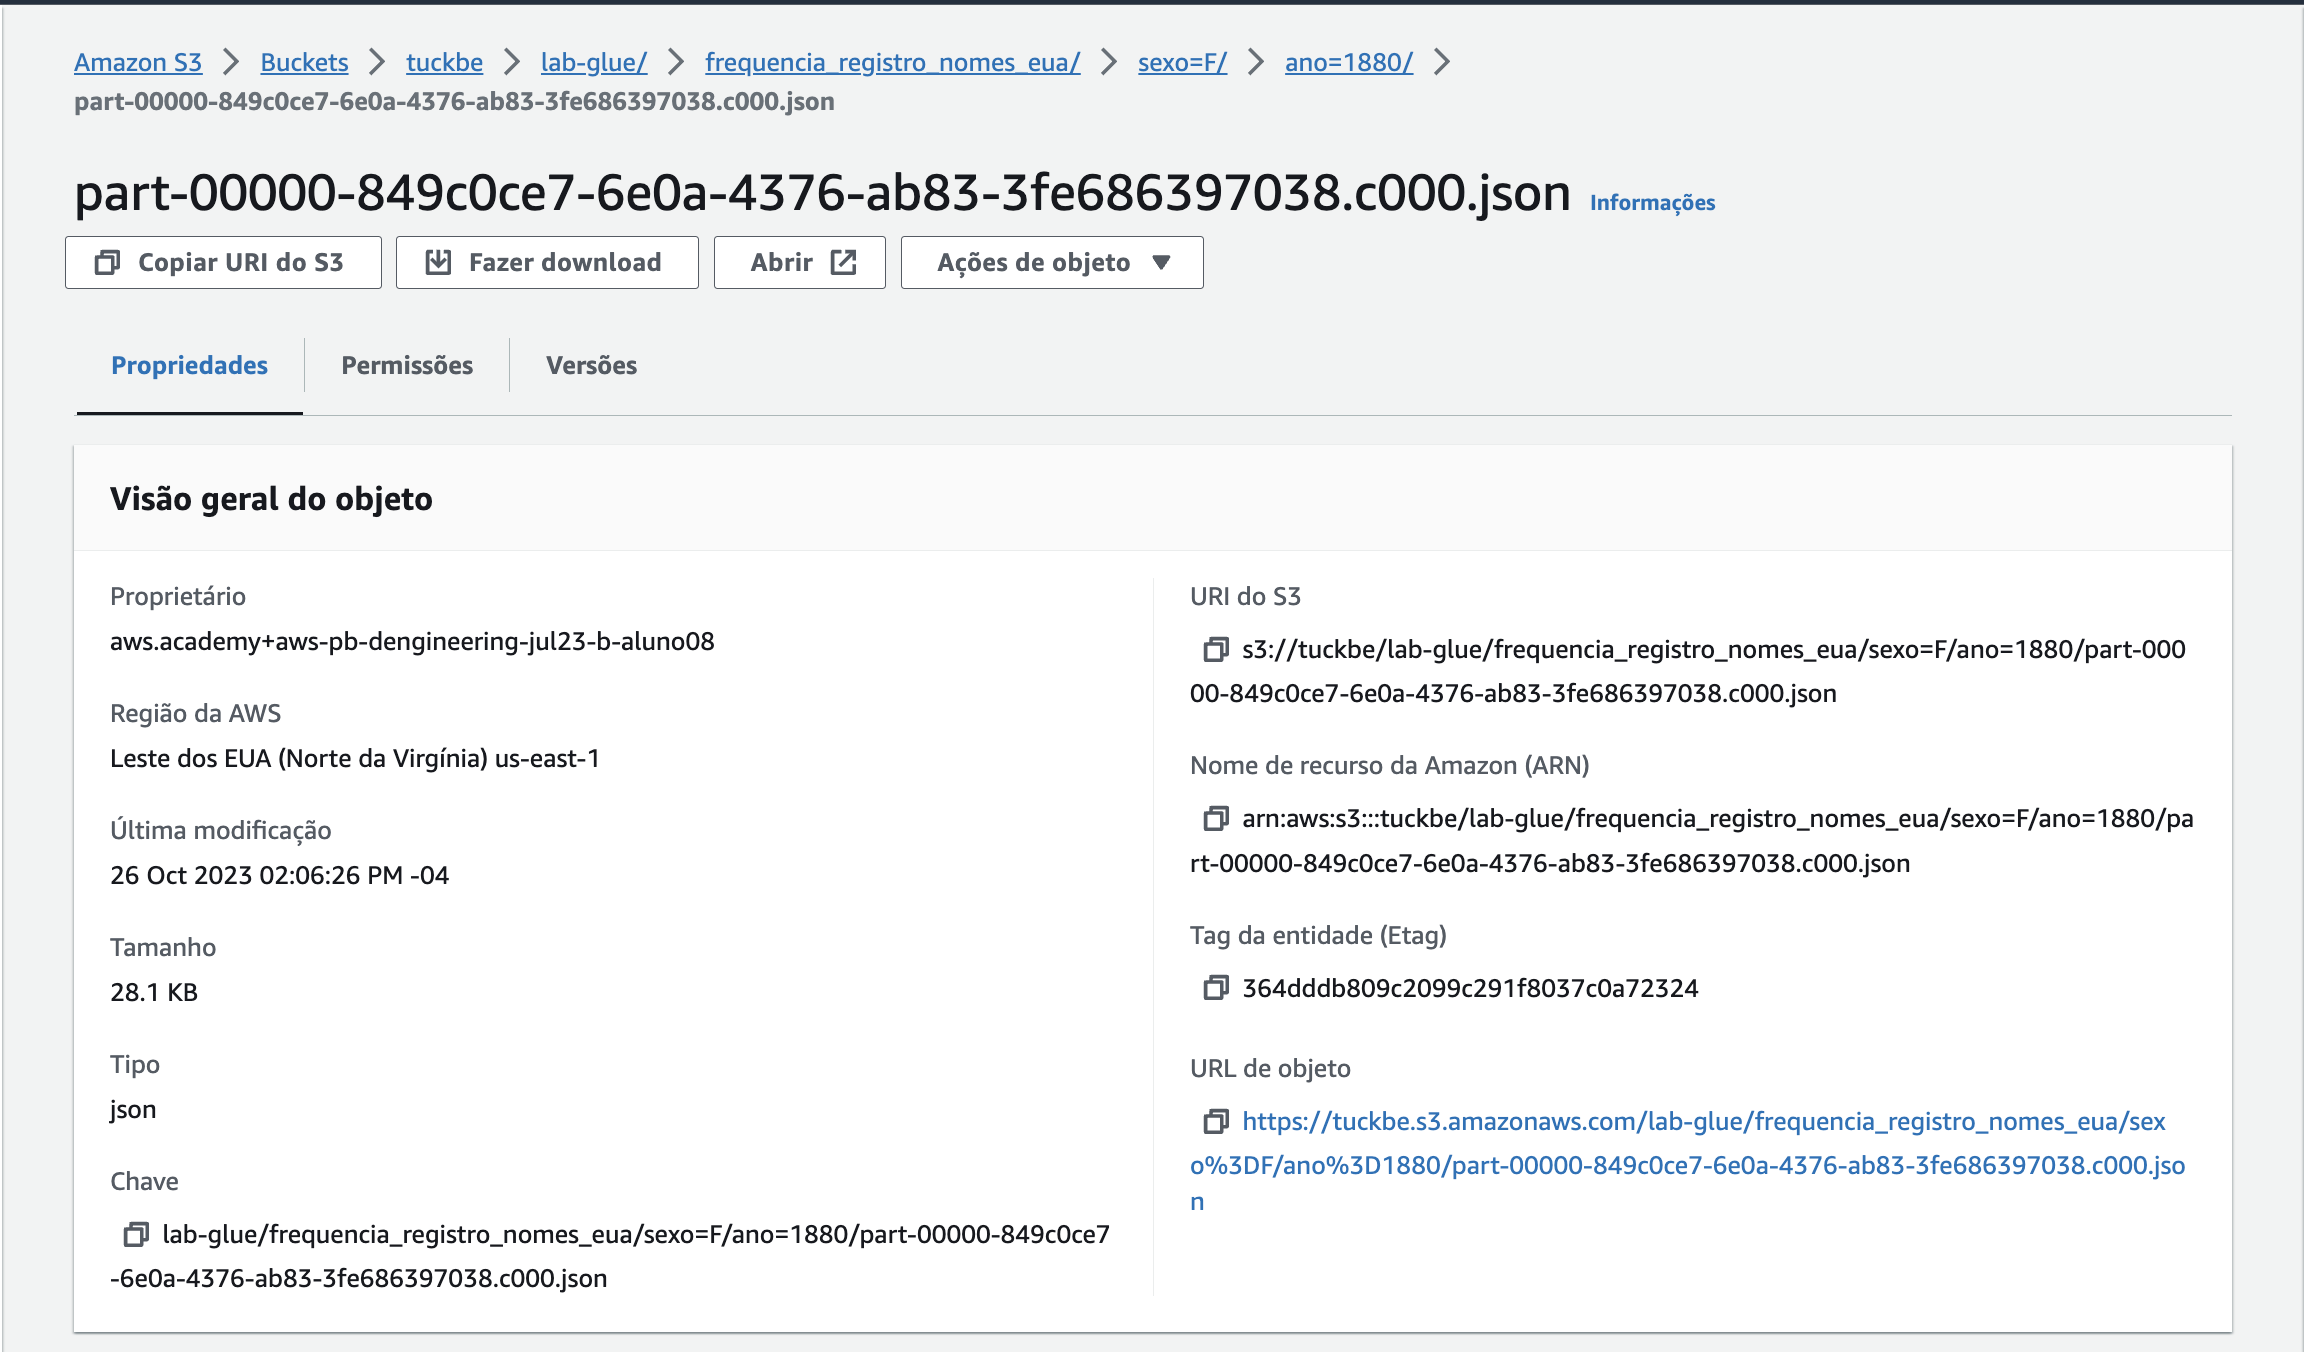 Amazon S3 > Buckets > tuckbe > lab-glue/ > frequencia_registro_nomes_eua/ > sexo=F/ > ano=1880/ >
part-00000-849c0ce7-6e0a-4376-ab83-3fe686397038.c000.json
part-00000-849c0ce7-6e0a-4376-ab83-3fe686397038.c000.json Informações
Copiar URI do S3 Fazer download Abrir Ações de objeto
Propriedades Permissões Versões
Visão geral do objeto
Proprietário
aws.academy+aws-pb-dengineering-jul23-b-aluno08
Região da AWS
Leste dos EUA (Norte da Virgínia) us-east-1
Última modificação
26 Oct 2023 02:06:26 PM -04
Tamanho
28.1 KB
Tipo
json
Chave
lab-glue/frequencia_registro_nomes_eua/sexo=F/ano=1880/part-00000-849c0ce7
-6e0a-4376-ab83-3fe686397038.c000.json
URI do S3
s3://tuckbe/lab-glue/frequencia_registro_nomes_eua/sexo=F/ano=1880/part-000
00-849c0ce7-6e0a-4376-ab83-3fe686397038.c000.json
Nome de recurso da Amazon (ARN)
arn:aws:s3:::tuckbe/lab-glue/frequencia_registro_nomes_eua/sexo=F/ano=1880/pa
rt-00000-849c0ce7-6e0a-4376-ab83-3fe686397038.c000.json
Tag da entidade (Etag)
364dddb809c2099c291f8037c0a72324
URL de objeto
https://tuckbe.s3.amazonaws.com/lab-glue/frequencia_registro_nomes_eua/sex
o%3DF/ano%3D1880/part-00000-849c0ce7-6e0a-4376-ab83-3fe686397038.c000.jso
n